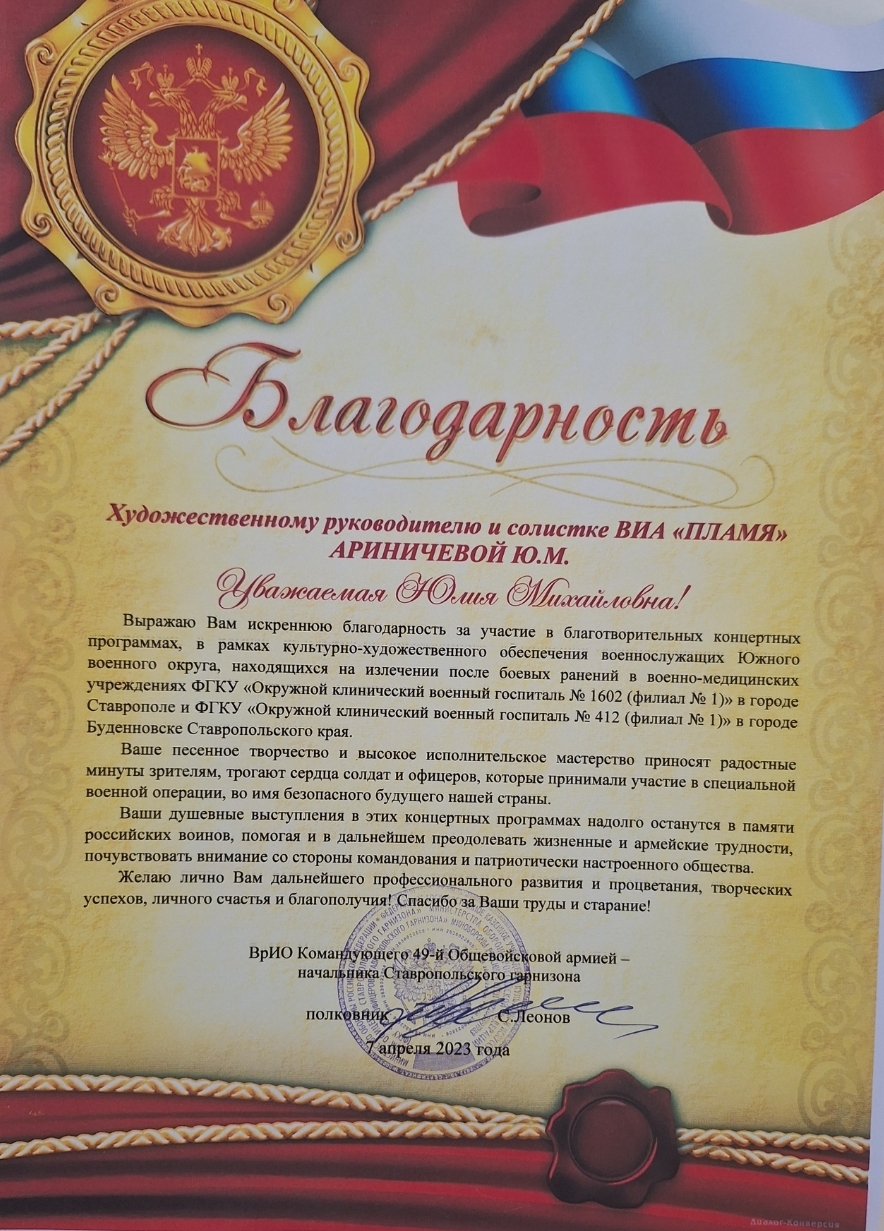 Благодарность
Художественному руководителю и солистке ВИА «ПЛАМЯ»
АРИНИЧЕВОЙ Ю.М.
Уважаемая Юлия Михайловна!
Выражаю Вам искреннюю благодарность за участие в благотворительных концертных
программах, в рамках культурно-художественного обеспечения военнослужащих Южного
военного округа, находящихся на излечении после боевых ранений в военно-медицинских
учреждениях ФГКУ «Окружной клинический военный госпиталь № 1602 (филиал № 1)» в городе
Ставрополе и ФГКУ «Окружной клинический военный госпиталь № 412 (филиал № 1)» в городе
Буденновске Ставропольского края.
Ваше песенное творчество и высокое исполнительское мастерство приносят радостные
минуты зрителям, трогают сердца солдат и офицеров, которые принимали участие в специальной
военной операции, во имя безопасного будущего нашей страны.
Ваши душевные выступления в этих концертных программах надолго останутся в памяти
российских воинов, помогая и в дальнейшем преодолевать жизненные и армейские трудности,
почувствовать внимание со стороны командования и патриотически настроенного общества.
Желаю лично Вам дальнейшего профессионального развития и процветания, творческих
успехов, личного счастья и благополучия! Спасибо за Ваши труды и старание!
ВрИО Командующего 49-й Общевойсковой армией –
начальника Ставропольского гарнизона
полковник С.Леонов
7 апреля 2023 года